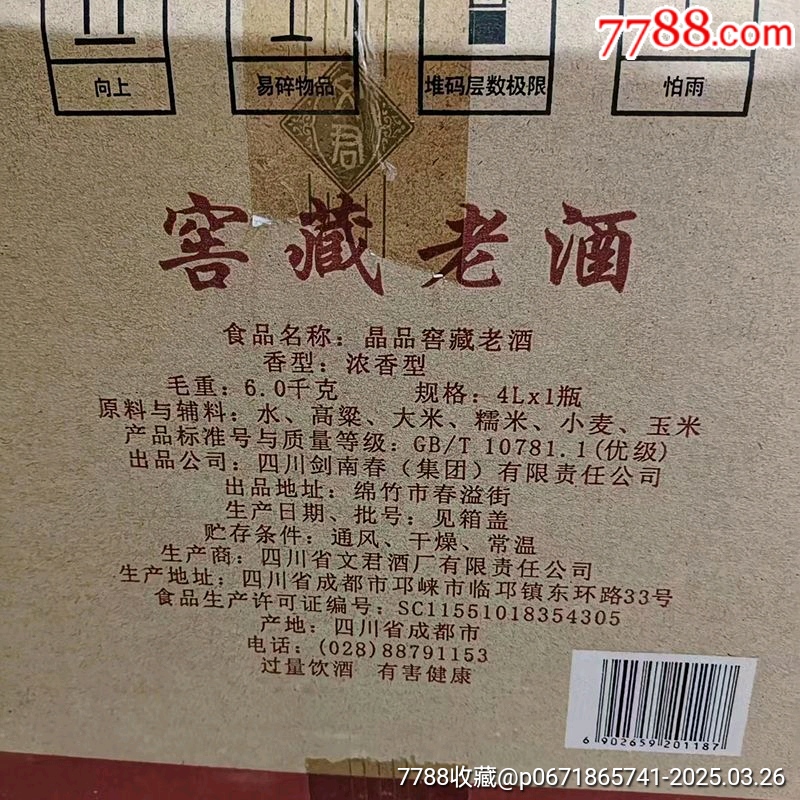 7788.com
向上 易碎物品 堆码层数极限 怕雨
文君
窖藏老酒
食品名称：晶品窖藏老酒
香型：浓香型
毛重：6.0千克 规格：4Lx1瓶
原料与辅料：水、高粱、大米、糯米、小麦、玉米
产品标准号与质量等级：GB/T 10781.1(优级)
出品公司：四川剑南春（集团）有限责任公司
出品地址：绵竹市春溢街
生产日期、批号：见箱盖
贮存条件：通风、干燥、常温
生产商：四川省文君酒厂有限责任公司
生产地址：四川省成都市邛崃市临邛镇东环路33号
食品生产许可证编号：SC11551018354305
产地：四川省成都市
电话：(028)88791153
过量饮酒 有害健康
6902659201187
7788收藏@p0671865741-2025.03.26